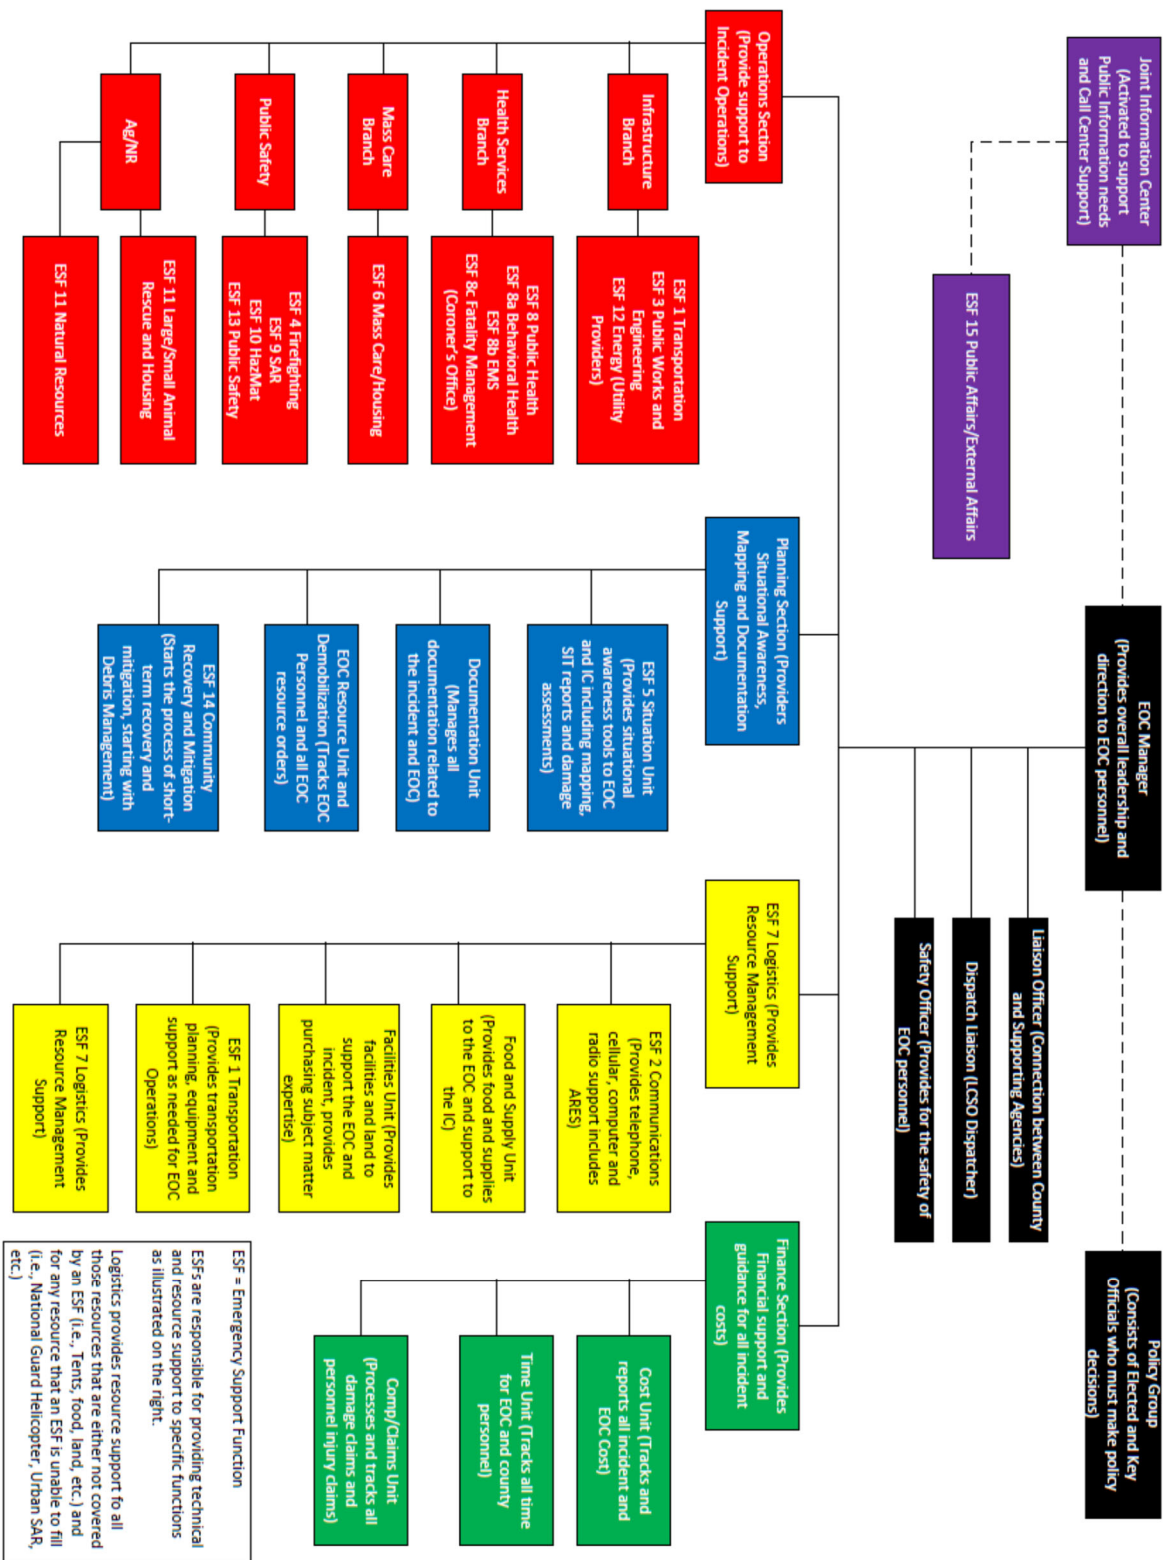 Joint Information Center
(Activated to support
Public Information needs
and Call Center Support)
ESF 15 Public Affairs/External Affairs
EOC Manager
(Provides overall leadership and
direction to EOC personnel)
Policy Group
(Consists of Elected and Key
Officials who must make policy
decisions)
Liaison Officer (Connection between County
and Supporting Agencies)
Dispatch Liaison (LCSO Dispatcher)
Safety Officer (Provides for the safety of
EOC personnel)
Operations Section
(Provide support to
Incident Operations)
Infrastructure
Branch
ESF 1 Transportation
ESF 3 Public Works and
Engineering
ESF 12 Energy (Utility
Providers)
Health Services
Branch
ESF 8 Public Health
ESF 8a Behavioral Health
ESF 8b EMS
ESF 8c Fatality Management
(Coroner's Office)
Mass Care
Branch
ESF 6 Mass Care/Housing
Public Safety
ESF 4 Firefighting
ESF 9 SAR
ESF 10 HazMat
ESF 13 Public Safety
Ag/NR
ESF 11 Large/Small Animal
Rescue and Housing
ESF 11 Natural Resources
Planning Section (Providers
Situational Awareness,
Mapping and Documentation
Support)
ESF 5 Situation Unit
(Provides situational
awareness tools to EOC
and IC including mapping,
SIT reports and damage
assessments)
Documentation Unit
(Manages all
documentation related to
the incident and EOC)
EOC Resource Unit and
Demobilization (Tracks EOC
Personnel and all EOC
resource orders)
ESF 14 Community
Recovery and Mitigation
(Starts the process of short-
term recovery and
mitigation, starting with
Debris Management)
ESF 7 Logistics (Provides
Resource Management
Support)
ESF 2 Communications
(Provides telephone,
cellular, computer and
radio support includes
ARES)
Food and Supply Unit
(Provides food and supplies
to the EOC and support to
the IC)
Facilities Unit (Provides
facilities and land to
support the EOC and
incident, provides
purchasing subject matter
expertise)
ESF 1 Transportation
(Provides transportation
planning, equipment and
support as needed for EOC
Operations)
ESF 7 Logistics (Provides
Resource Management
Support)
Finance Section (Provides
Financial support and
guidance for all incident
costs)
Cost Unit (Tracks and
reports all incident and
EOC Cost)
Time Unit (Tracks all time
for EOC and county
personnel)
Comp/Claims Unit
(Processes and tracks all
damage claims and
personnel injury claims)
ESF = Emergency Support Function
ESFs are responsible for providing technical
and resource support to specific functions
as illustrated on the right.
Logistics provides resource support fo all
those resources that are either not covered
by an ESF (i.e., Tents, food, land, etc.) and
for any resource that an ESF is unable to fill
(i.e., National Guard Helicopter, Urban SAR,
etc.)